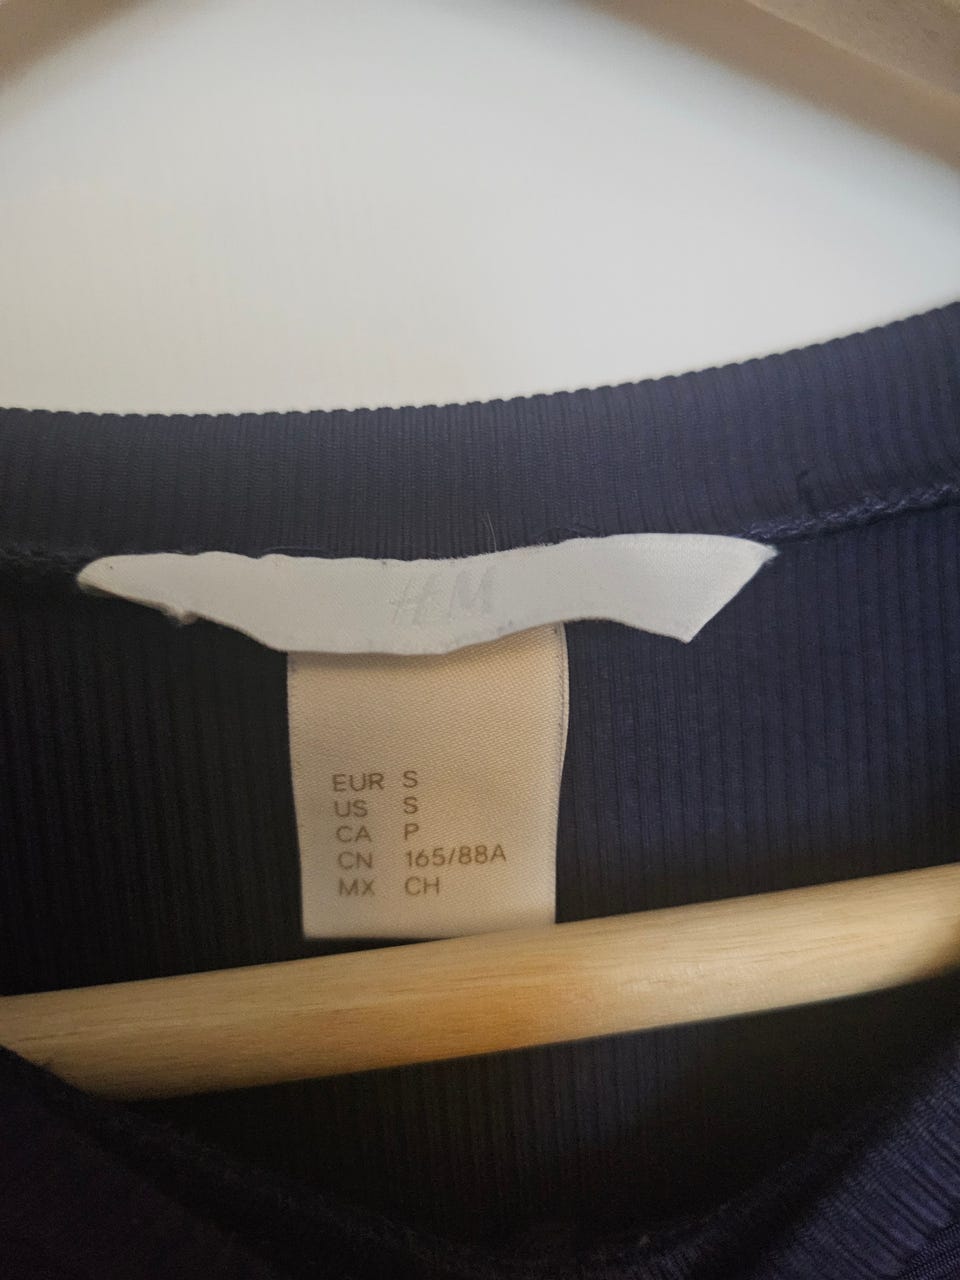 H&M
EUR S
US S
CA P
CN 165/88A
MX CH